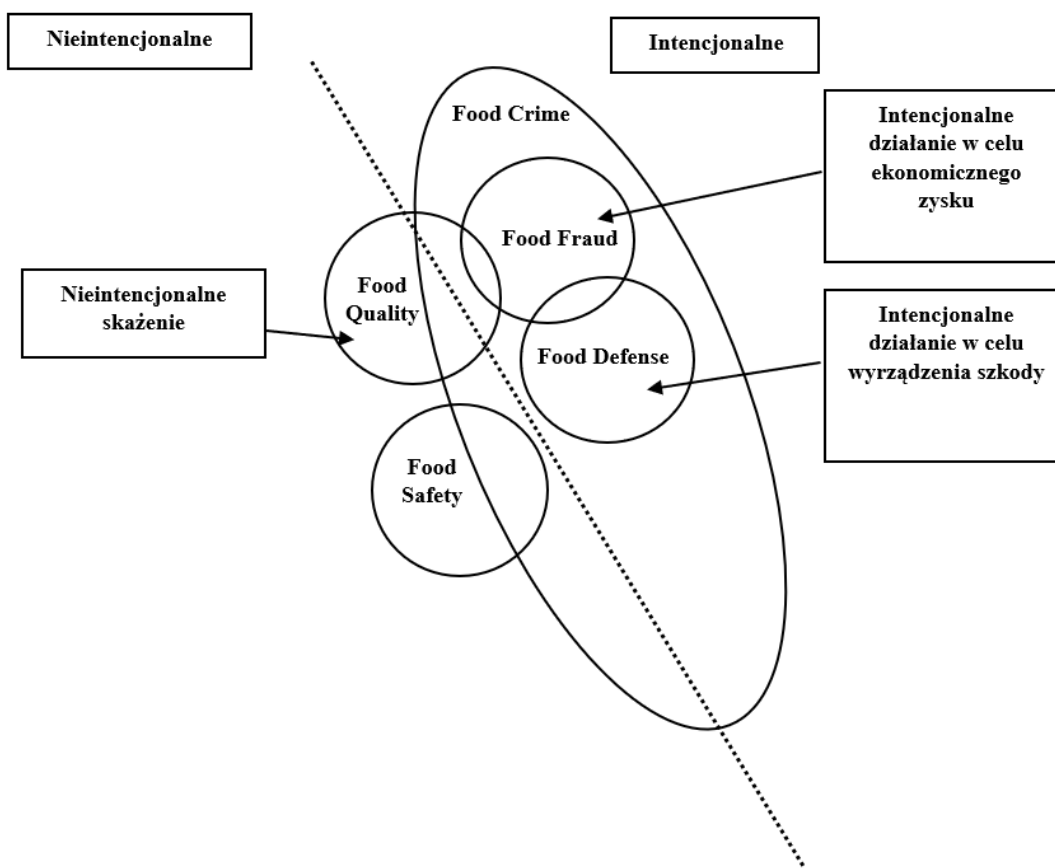 Nieintencjonalne
Intencjonalne
Food Crime
Intencjonalne
działanie w celu
ekonomicznego
zysku
Food Fraud
Food
Quality
Nieintencjonalne
skażenie
Food Defense
Intencjonalne
działanie w celu
wyrządzenia szkody
Food
Safety